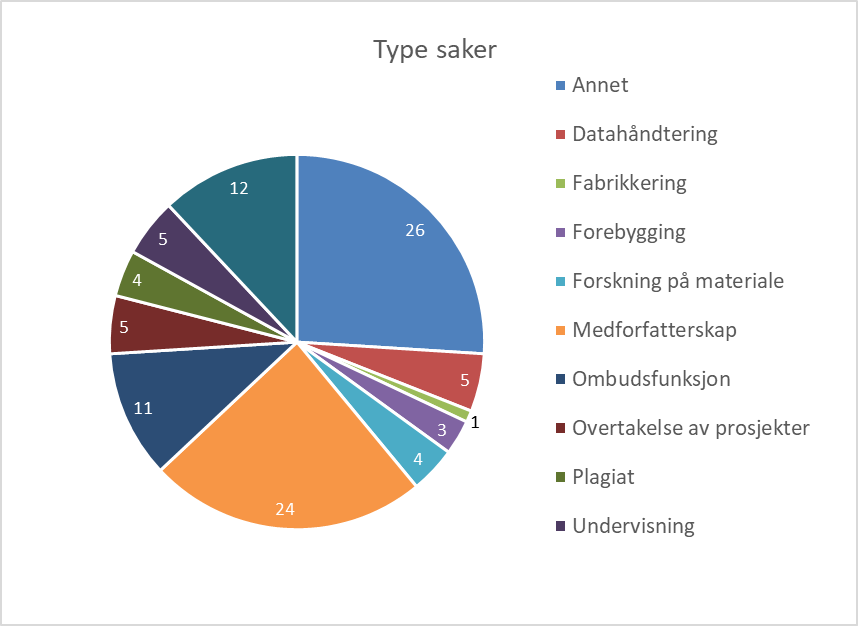 Type saker
Annet
Datahåndtering
Fabrikkering
Forebygging
Forskning på materiale
Medforfatterskap
Ombudsfunksjon
Overtakelse av prosjekter
Plagiat
Undervisning
26
5
1
3
4
24
11
5
4
5
12